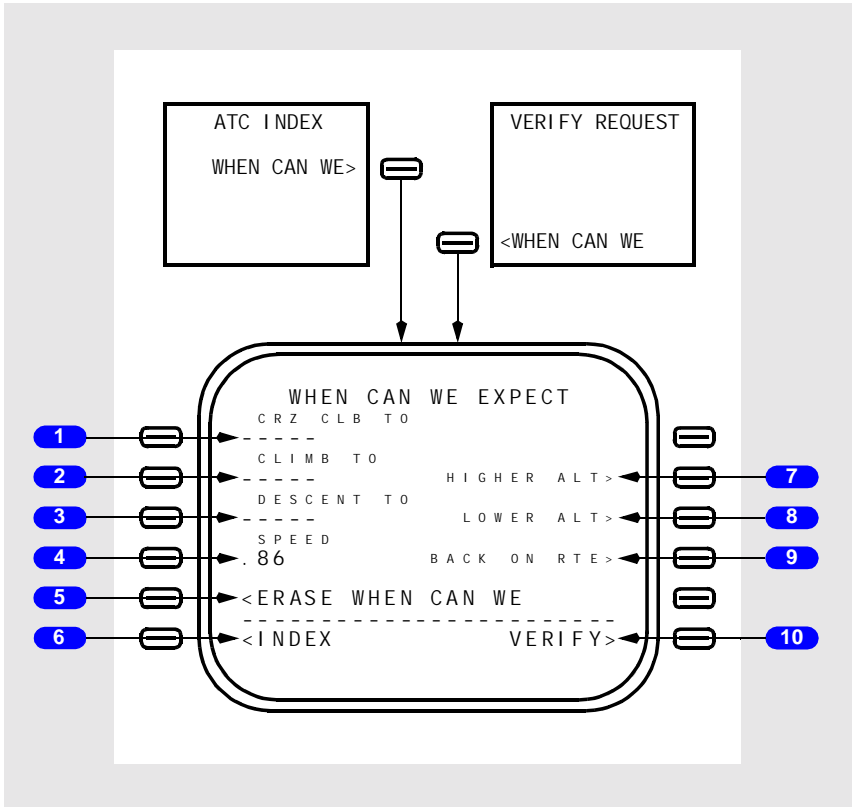 ATC INDEX
WHEN CAN WE>
VERIFY REQUEST
<WHEN CAN WE
WHEN CAN WE EXPECT
CRZ CLB TO
1 -----
CLIMB TO
2 ----- HIGHER ALT> 7
DESCENT TO
3 ----- LOWER ALT> 8
SPEED
4 .86 BACK ON RTE> 9
5 <ERASE WHEN CAN WE
------------------------
6 <INDEX VERIFY> 10